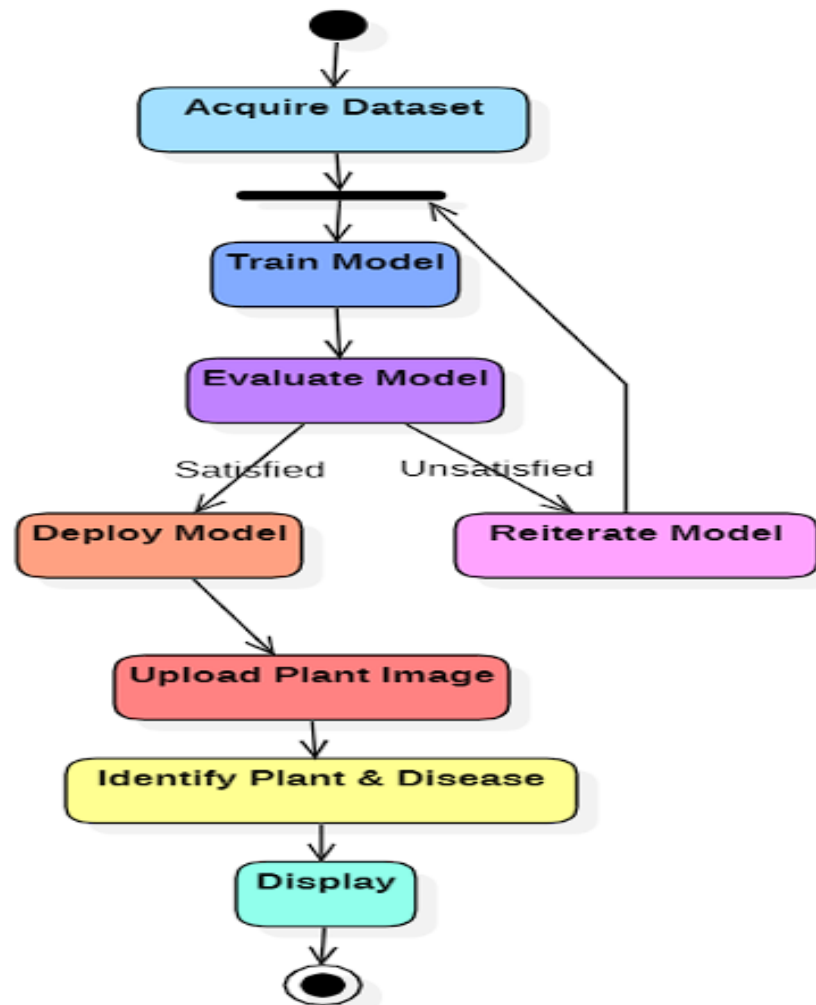 Acquire Dataset
Train Model
Evaluate Model
Satisfied
Unsatisfied
Deploy Model
Reiterate Model
Upload Plant Image
Identify Plant & Disease
Display